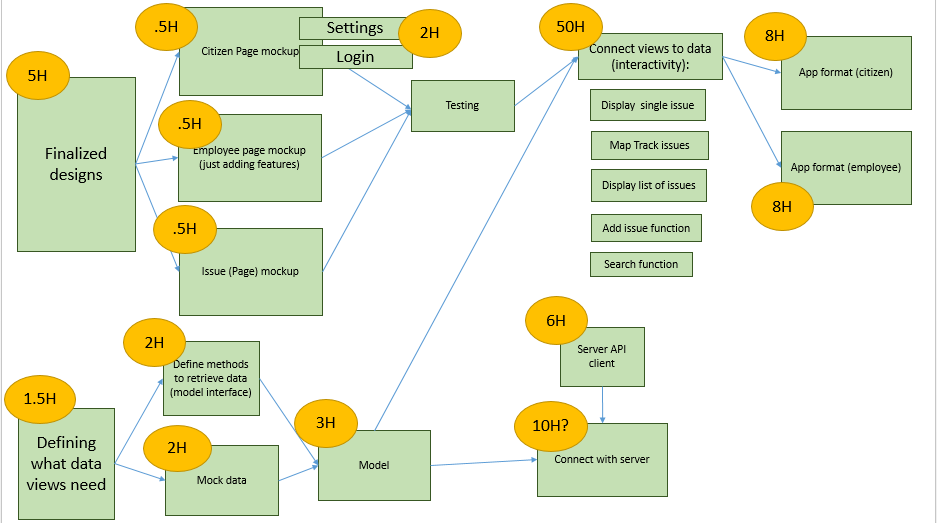 .5H
Citizen Page mockup
Settings
Login
2H
50H
Connect views to data
(interactivity):
8H
App format (citizen)
5H
Finalized
designs
.5H
Employee page mockup
(just adding features)
Testing
Display  single issue
Map Track issues
Display list of issues
Add issue function
Search function
App format (employee)
8H
.5H
Issue (Page) mockup
6H
Server API
client
2H
Define methods
to retrieve data
(model interface)
1.5H
Defining
what data
views need
2H
Mock data
3H
Model
10H?
Connect with server